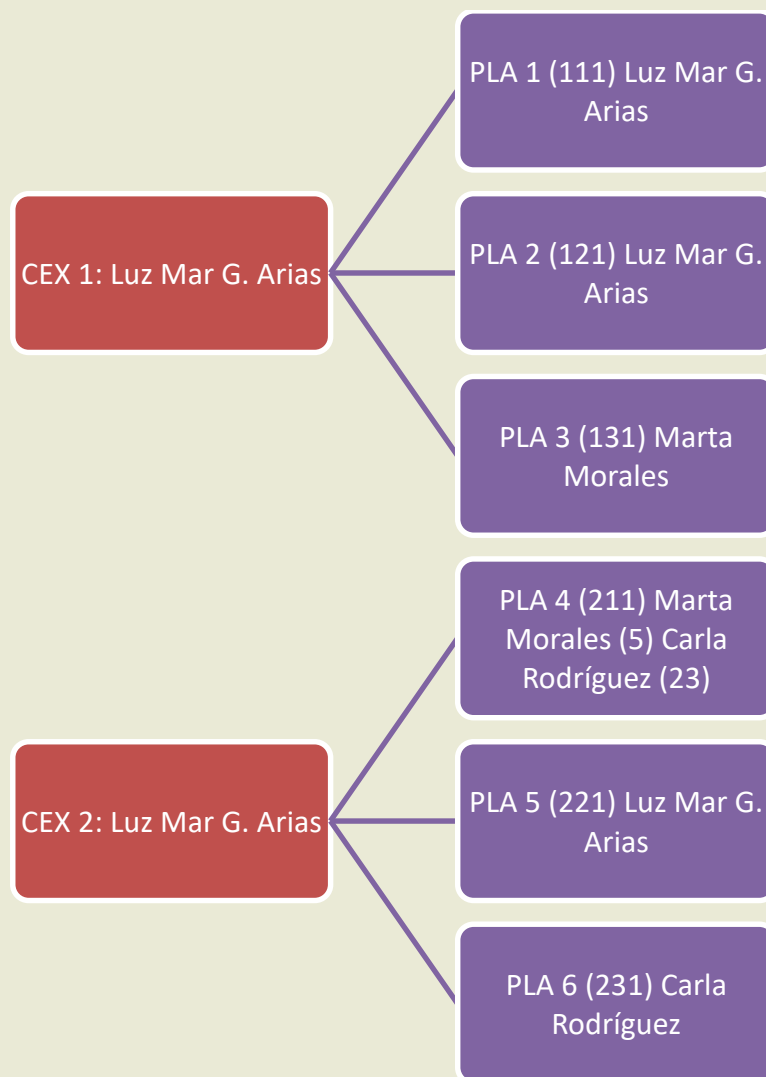 PLA 1 (111) Luz Mar G.
Arias
CEX 1: Luz Mar G. Arias
PLA 2 (121) Luz Mar G.
Arias
PLA 3 (131) Marta
Morales
PLA 4 (211) Marta
Morales (5) Carla
Rodríguez (23)
CEX 2: Luz Mar G. Arias
PLA 5 (221) Luz Mar G.
Arias
PLA 6 (231) Carla
Rodríguez